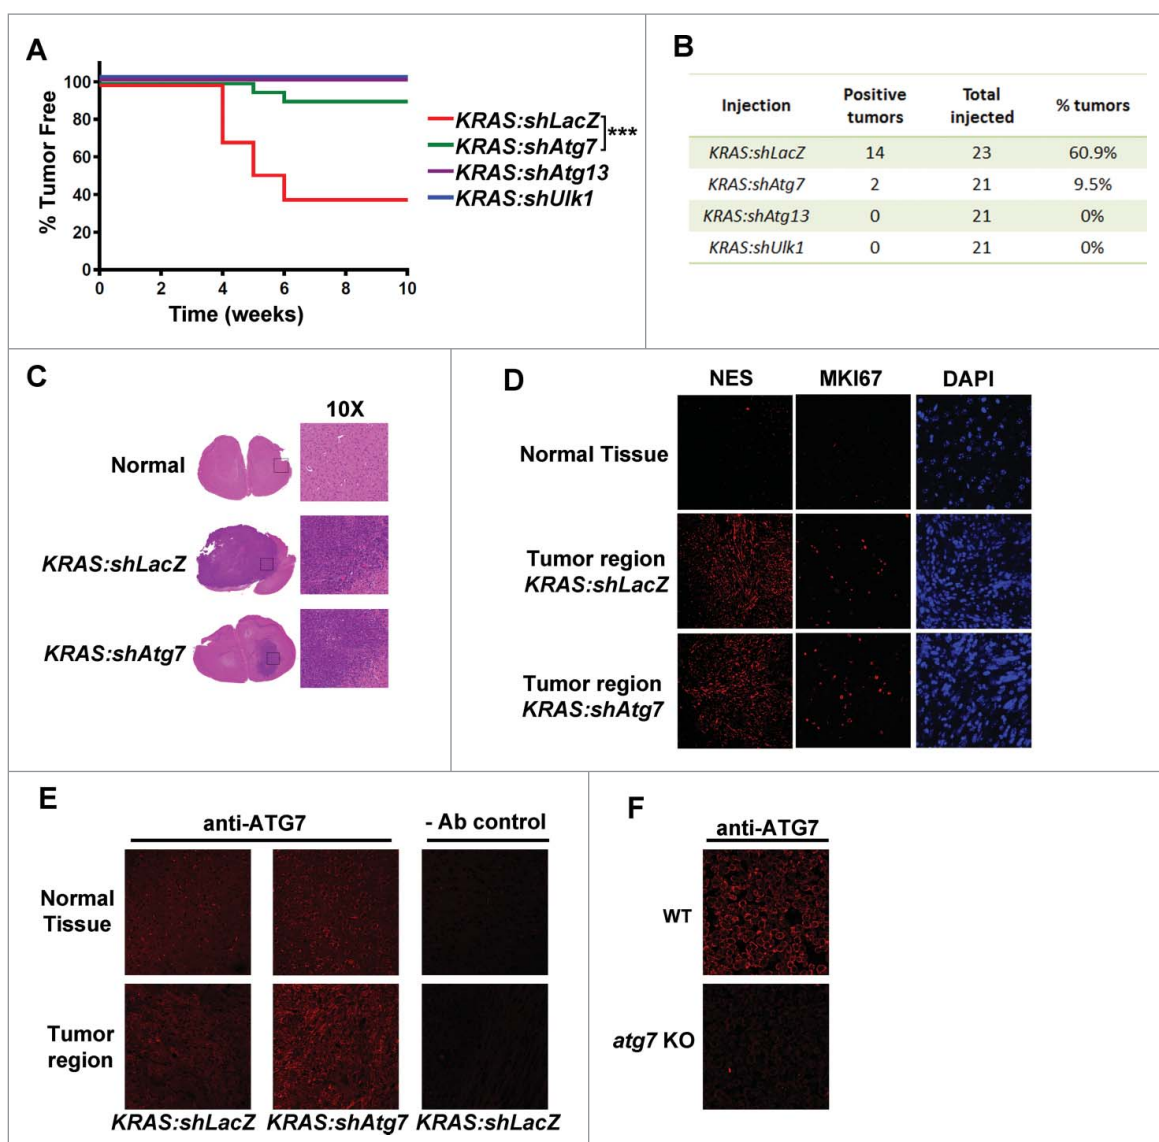 A
% Tumor Free
100
80
60
40
20
0
0 2 4 6 8 10
Time (weeks)
KRAS:shLacZ
KRAS:shAtg7
***
KRAS:shAtg13
KRAS:shUlk1
B
Injection Positive tumors Total injected % tumors
KRAS:shLacZ 14 23 60.9%
KRAS:shAtg7 2 21 9.5%
KRAS:shAtg13 0 21 0%
KRAS:shUlk1 0 21 0%
C
10X
Normal
KRAS:shLacZ
KRAS:shAtg7
D
NES MKI67 DAPI
Normal Tissue
Tumor region
KRAS:shLacZ
Tumor region
KRAS:shAtg7
E
anti-ATG7 - Ab control
Normal
Tissue
Tumor
region
KRAS:shLacZ KRAS:shAtg7 KRAS:shLacZ
F
anti-ATG7
WT
atg7 KO